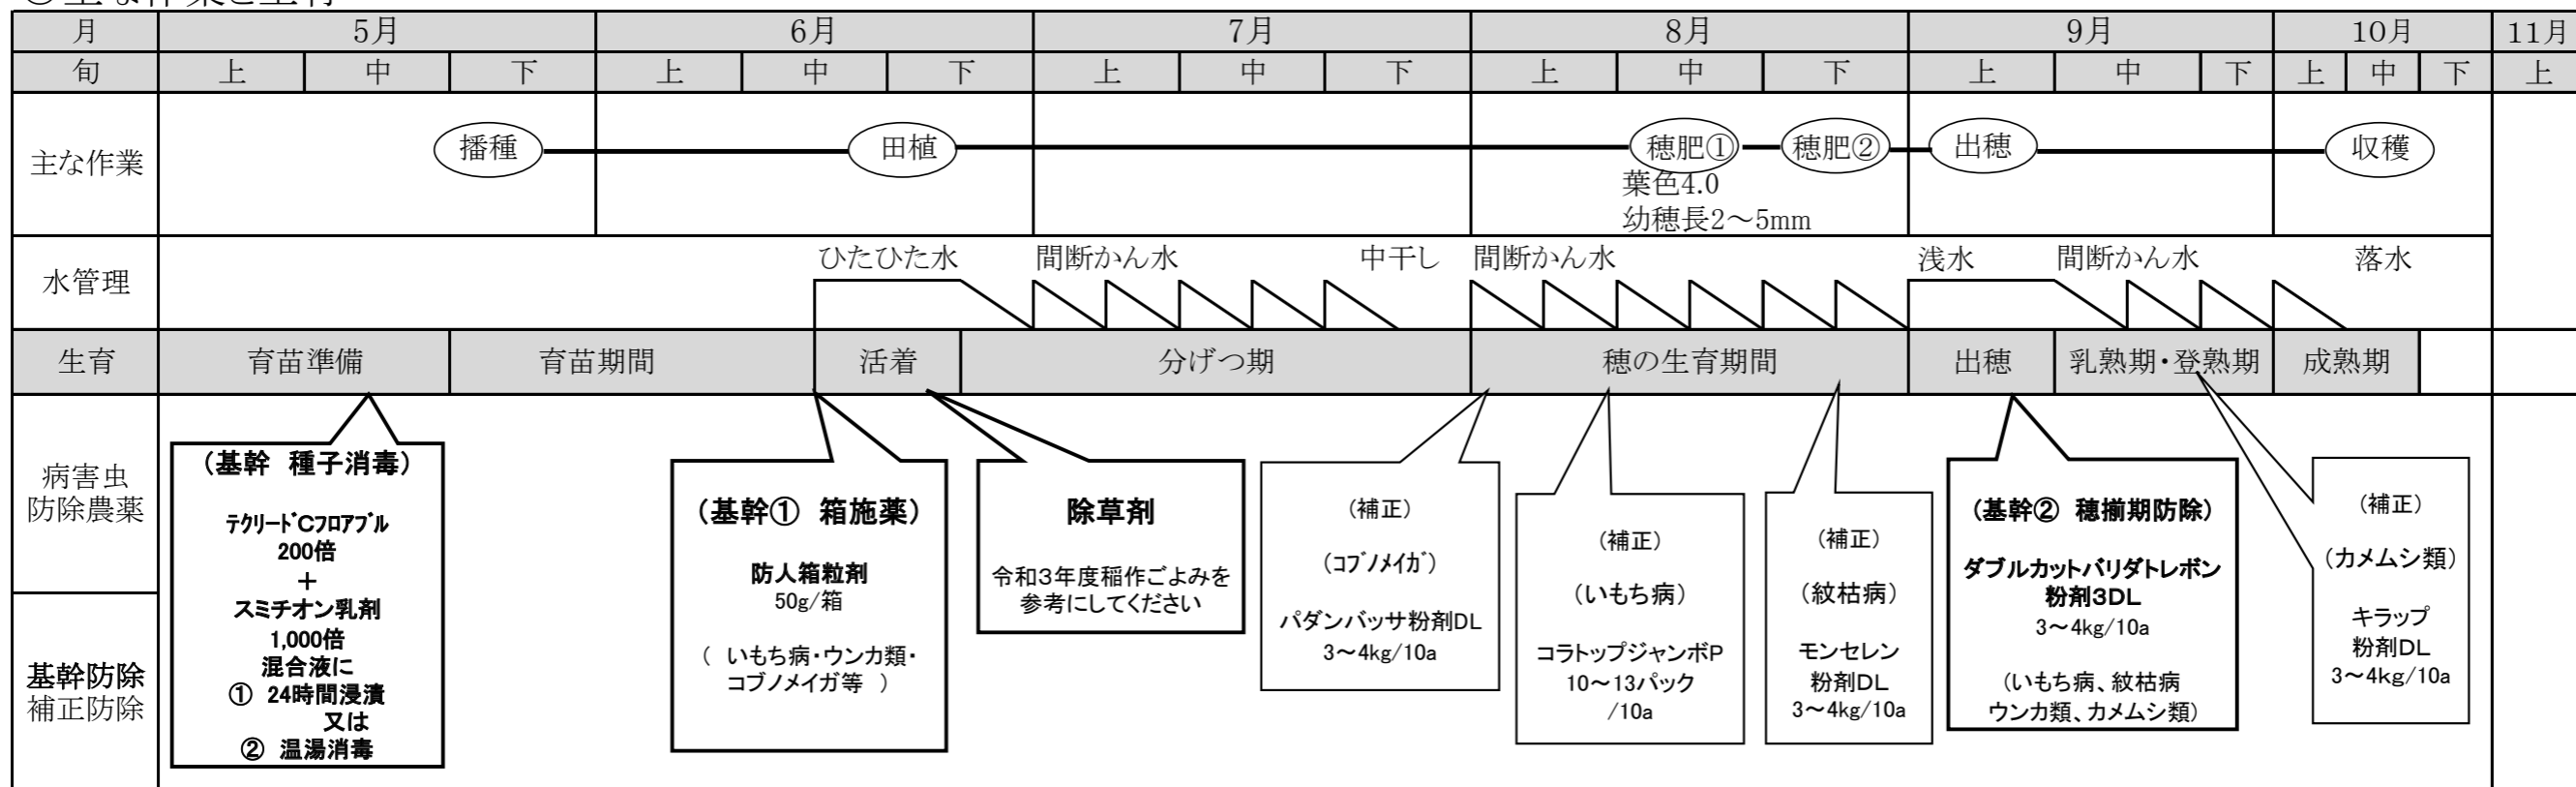 月 5月 6月 7月 8月 9月 10月 11月
旬 上 中 下 上 中 下 上 中 下 上 中 下 上 中 下 上 中 下 上
主な作業 播種 田植 穂肥① 穂肥② 出穂 収穫
葉色4.0
幼穂長2～5mm
水管理 ひたひた水 間断かん水 中干し 間断かん水 浅水 間断かん水 落水
生育 育苗準備 育苗期間 活着 分げつ期 穂の生育期間 出穂 乳熟期・登熟期 成熟期
病害虫
防除農薬
基幹防除
補正防除
(基幹 種子消毒)
ﾃｸﾘｰﾄﾞCﾌﾛｱﾌﾞﾙ
200倍
+
スミチオン乳剤
1,000倍
混合液に
① 24時間浸漬
又は
② 温湯消毒
(基幹① 箱施薬)
防人箱粒剤
50g/箱
( いもち病・ウンカ類・
コブノメイガ等 )
除草剤
令和3年度稲作ごよみを
参考にしてください
(補正)
(ｺﾌﾞﾉﾒｲｶﾞ)
パダンバッサ粉剤DL
3～4kg/10a
(補正)
(いもち病)
コラトップジャンボP
10～13パック
/10a
(補正)
(紋枯病)
モンセレン
粉剤DL
3～4kg/10a
(基幹② 穂揃期防除)
ダブルカットバリダトレボン
粉剤3DL
3～4kg/10a
(いもち病、紋枯病
ウンカ類、カメムシ類)
(補正)
(カメムシ類)
キラップ
粉剤DL
3～4kg/10a